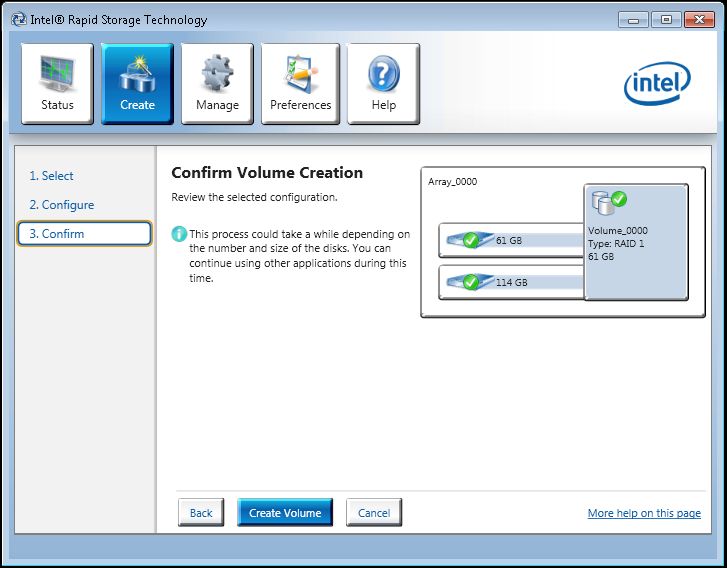 Intel® Rapid Storage Technology
Status
Create
Manage
Preferences
Help
intel
1. Select
2. Configure
3. Confirm
Confirm Volume Creation
Review the selected configuration.
This process could take a while depending on
the number and size of the disks. You can
continue using other applications during this
time.
Array_0000
61 GB
114 GB
Volume_0000
Type: RAID 1
61 GB
Back
Create Volume
Cancel
More help on this page